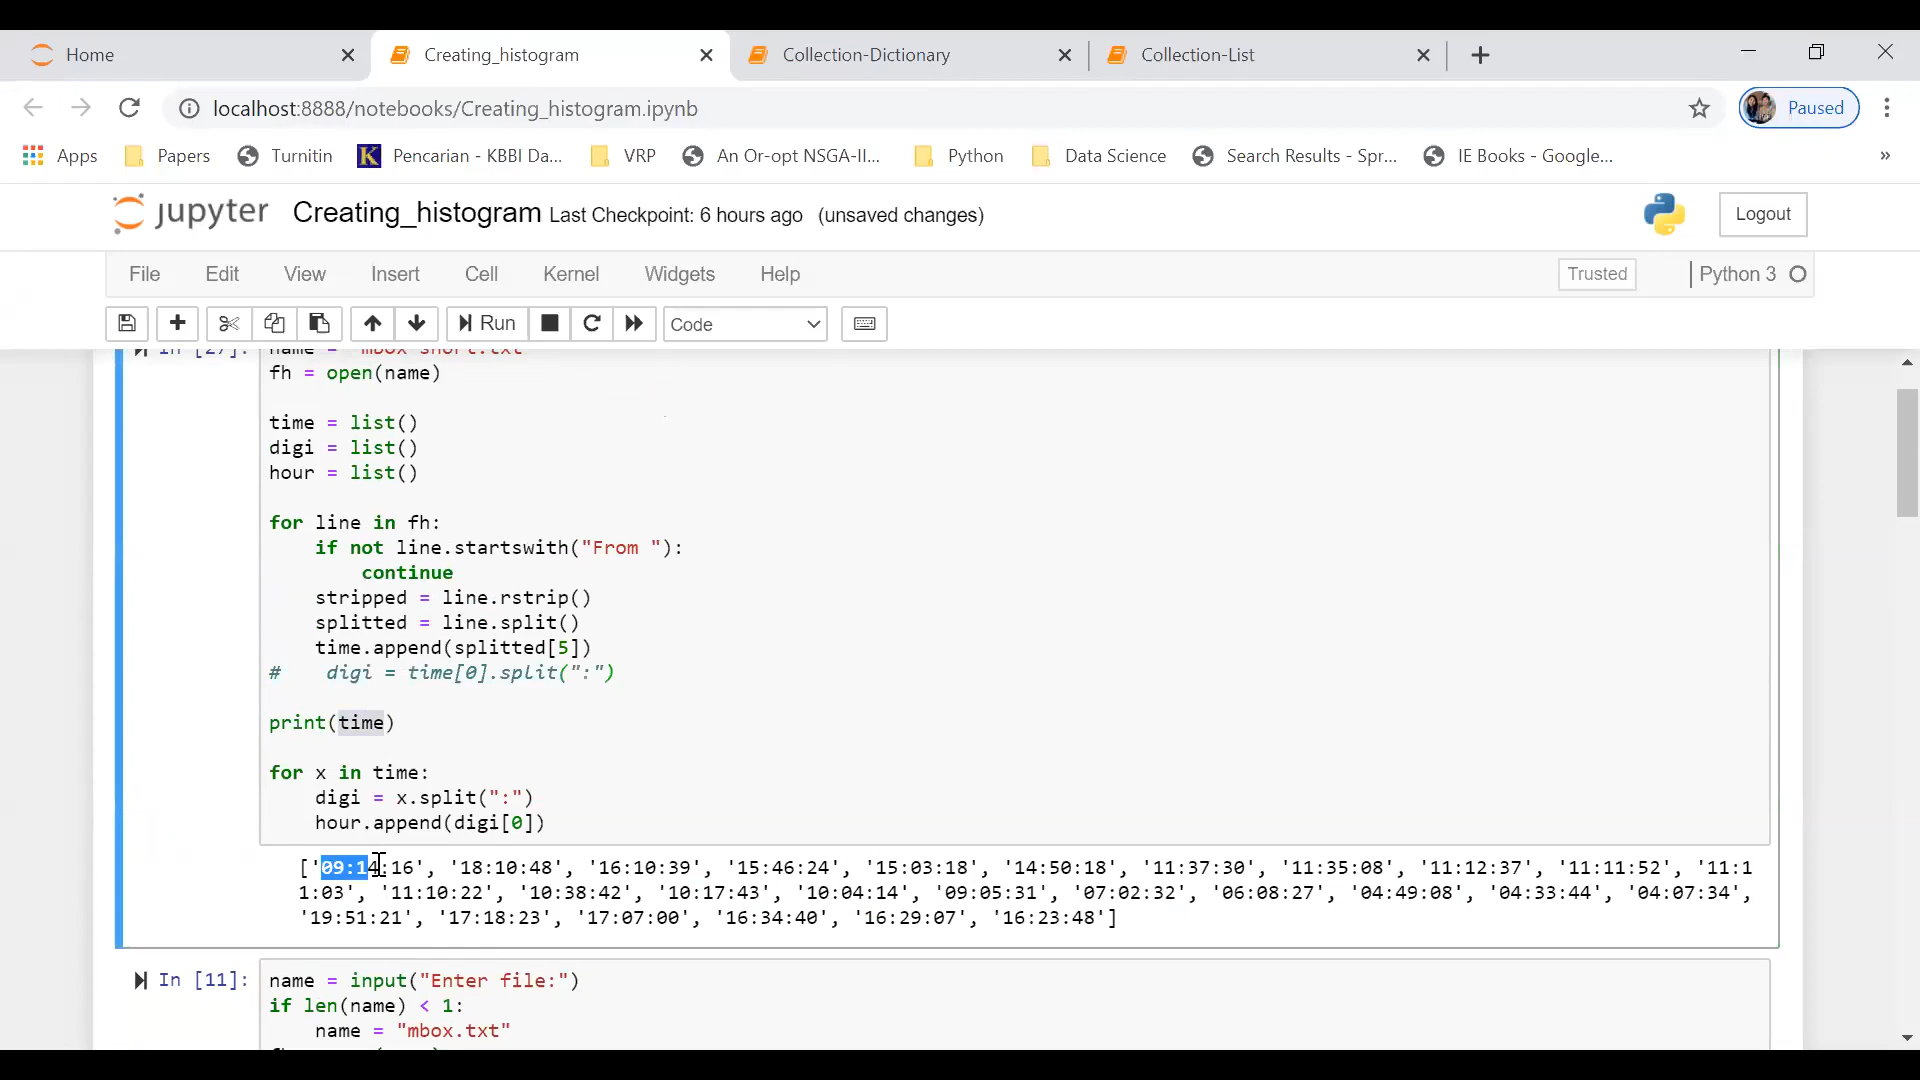 Home
Creating_histogram
Collection-Dictionary
Collection-List
localhost:8888/notebooks/Creating_histogram.ipynb
Paused
Apps Papers Turnitin K Pencarian - KBBI Da... VRP An Or-opt NSGA-II... Python Data Science Search Results - Spr... IE Books - Google... »
jupyter Creating_histogram Last Checkpoint: 6 hours ago (unsaved changes)
Logout
File Edit View Insert Cell Kernel Widgets Help
Trusted
Python 3
Run
Code
In [27]:
fh = open(name)
time = list()
digi = list()
hour = list()
for line in fh:
    if not line.startswith("From "):
        continue
    stripped = line.rstrip()
    splitted = line.split()
    time.append(splitted[5])
#    digi = time[0].split(":")
print(time)
for x in time:
    digi = x.split(":")
    hour.append(digi[0])
['09:14:16', '18:10:48', '16:10:39', '15:46:24', '15:03:18', '14:50:18', '11:37:30', '11:35:08', '11:12:37', '11:11:52', '11:1
1:03', '11:10:22', '10:38:42', '10:17:43', '10:04:14', '09:05:31', '07:02:32', '06:08:27', '04:49:08', '04:33:44', '04:07:34',
'19:51:21', '17:18:23', '17:07:00', '16:34:40', '16:29:07', '16:23:48']
In [11]:
name = input("Enter file:")
if len(name) < 1:
    name = "mbox.txt"